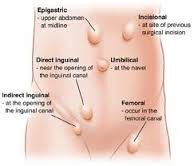 Epigastric
- upper abdomen
at midline
Incisional
- at site of previous
surgical incision
Direct inguinal
- near the opening of
the inguinal canal
Umbilical
- at the navel
Indirect inguinal
- at the opening of
the inguinal canal
Femoral
- occur in
the femoral canal